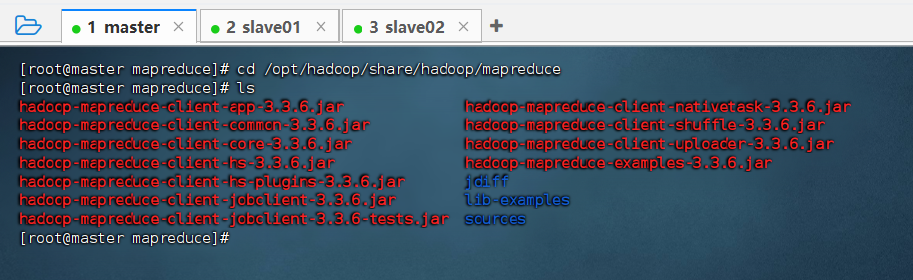 1 master × 2 slave01 × 3 slave02 × +
[root@master mapreduce]# cd /opt/hadoop/share/hadoop/mapreduce
[root@master mapreduce]# ls
hadoop-mapreduce-client-app-3.3.6.jar hadoop-mapreduce-client-nativetask-3.3.6.jar
hadoop-mapreduce-client-common-3.3.6.jar hadoop-mapreduce-client-shuffle-3.3.6.jar
hadoop-mapreduce-client-core-3.3.6.jar hadoop-mapreduce-client-uploader-3.3.6.jar
hadoop-mapreduce-client-hs-3.3.6.jar hadoop-mapreduce-examples-3.3.6.jar
hadoop-mapreduce-client-hs-plugins-3.3.6.jar jdiff
hadoop-mapreduce-client-jobclient-3.3.6.jar lib-examples
hadoop-mapreduce-client-jobclient-3.3.6-tests.jar sources
[root@master mapreduce]#